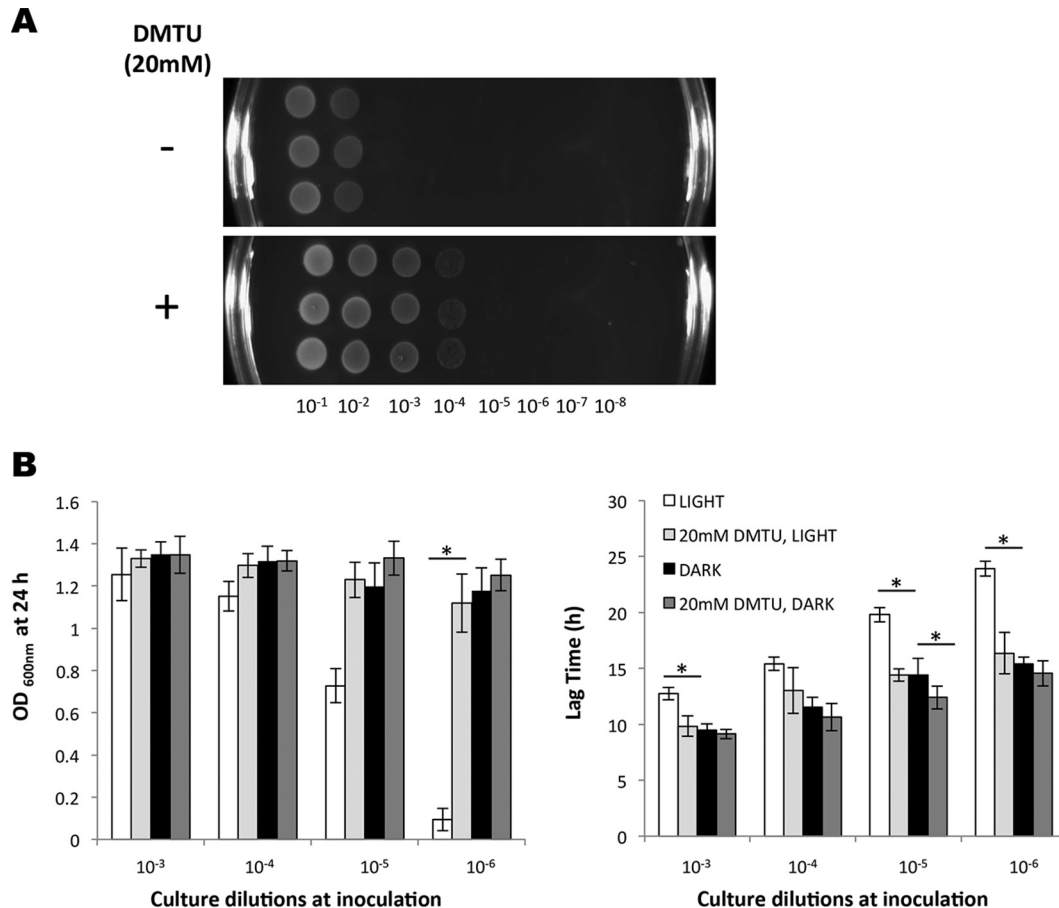 A
DMTU
(20mM)
-
+
10-1 10-2 10-3 10-4 10-5 10-6 10-7 10-8
B
OD 600nm at 24 h
1.6
1.4
1.2
1
0.8
0.6
0.4
0.2
0
*
10-3 10-4 10-5 10-6
Culture dilutions at inoculation
Lag Time (h)
30
25
20
15
10
5
0
LIGHT
20mM DMTU, LIGHT
DARK
20mM DMTU, DARK
*
*
*
*
10-3 10-4 10-5 10-6
Culture dilutions at inoculation